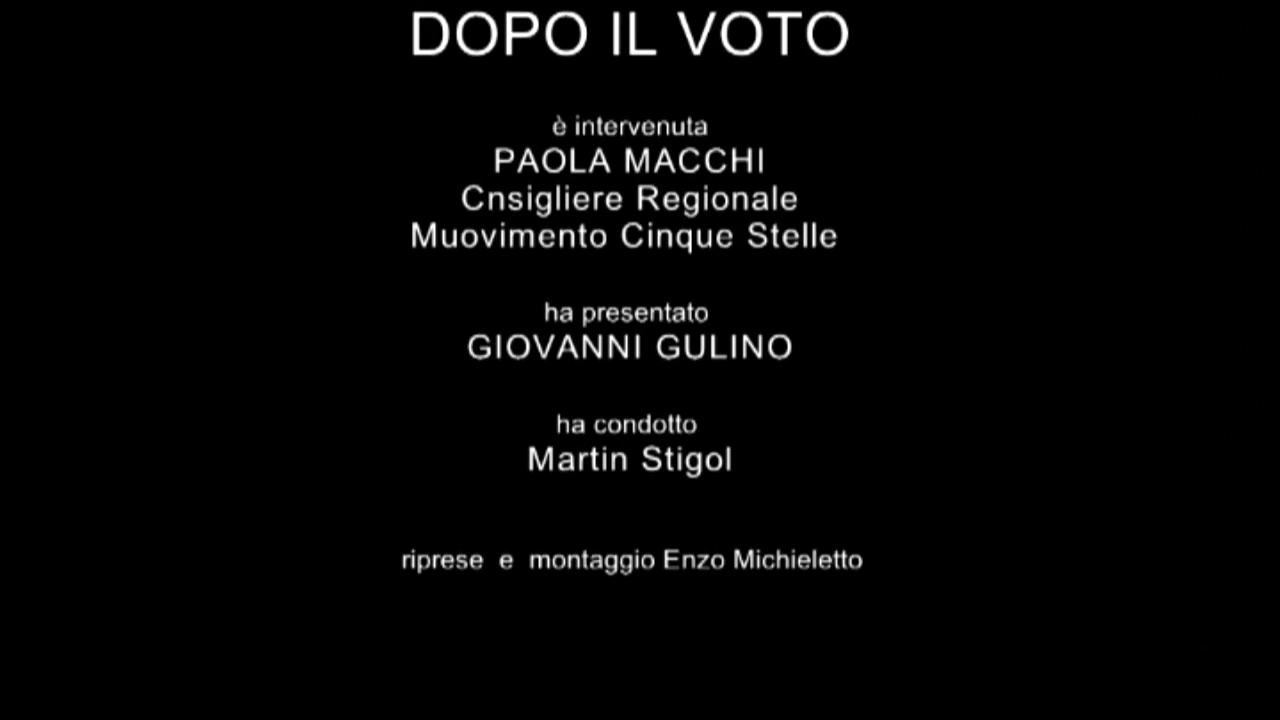 DOPO IL VOTO
è intervenuta
PAOLA MACCHI
Cnsigliere Regionale
Muovimento Cinque Stelle
ha presentato
GIOVANNI GULINO
ha condotto
Martin Stigol
riprese e montaggio Enzo Michieletto